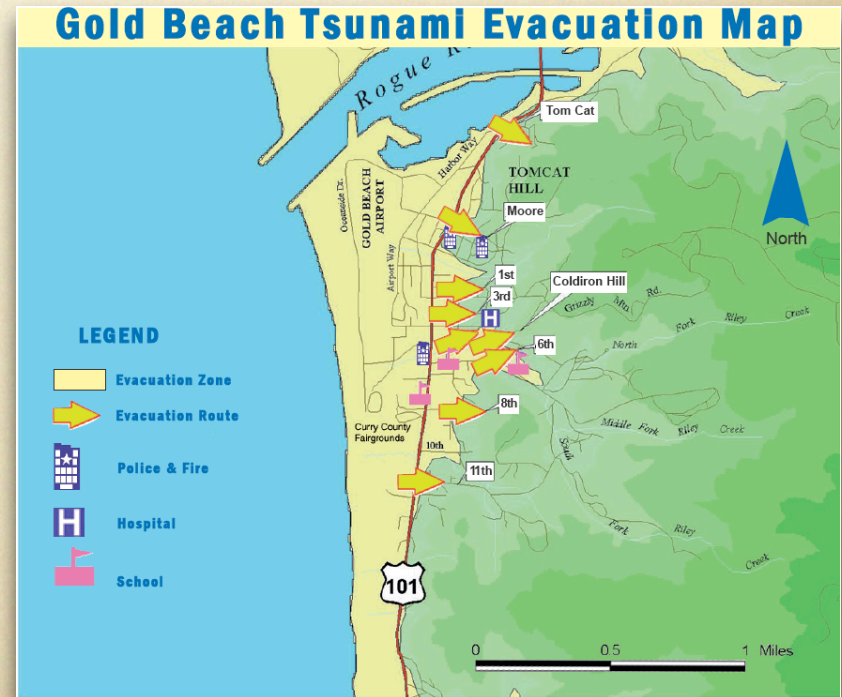 Gold Beach Tsunami Evacuation Map
Rogue R
Tom Cat
Harbor Way
TOMCAT
HILL
Oceanside Dr.
GOLD BEACH
AIRPORT
Moore
North
Airport Way
1st
3rd
Coldiron Hill
Grizzly Mtn. Rd.
North Fork Riley Creek
6th
LEGEND
Evacuation Zone
Evacuation Route
Police & Fire
H
Hospital
School
8th
Curry County
Fairgrounds
10th
Middle Fork Riley Creek
11th
South Fork Riley Creek
101
0 0.5 1 Miles
H